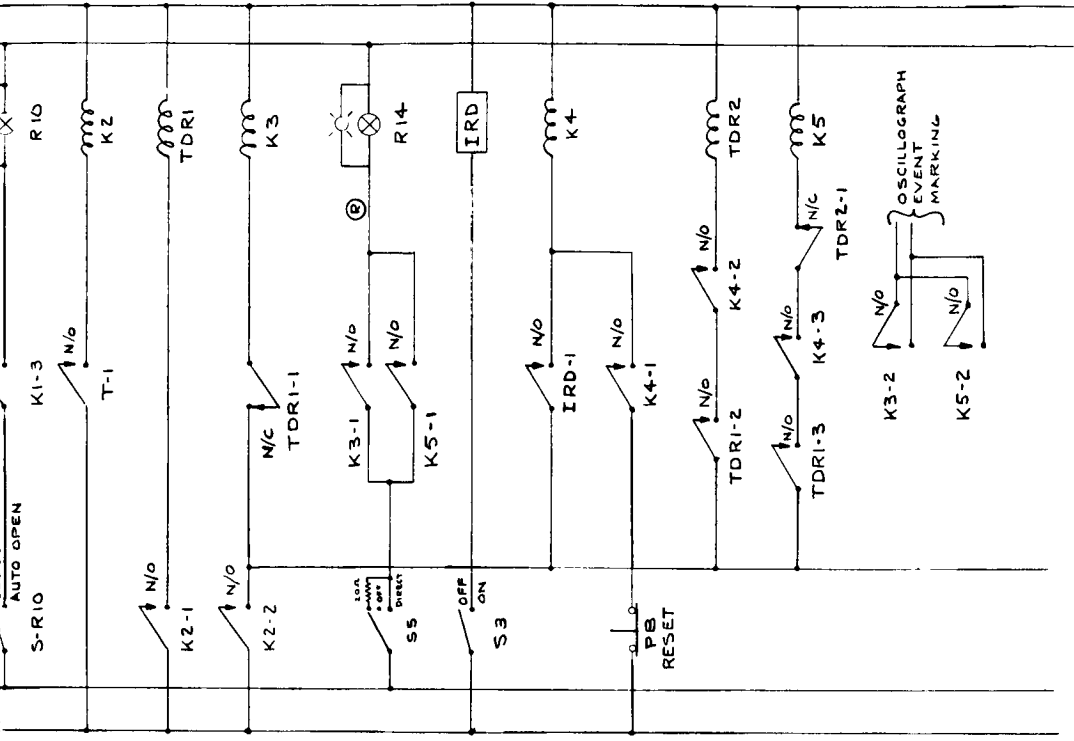 R10
K1-3
AUTO OPEN
S-R10
K2
N/O
T-1
TDR1
N/O
K2-1
K3
N/C
TDR1-1
N/O
K2-2
R14
R
N/O
K3-1
N/O
K5-1
20Ω
OFF
DIRECT
S5
IRD
OFF
ON
S3
K4
N/O
IRD-1
N/O
K4-1
PB
RESET
TDR2
N/O
K4-2
N/O
TDR1-2
K5
N/C
TDR2-1
N/O
K4-3
N/O
TDR1-3
OSCILLOGRAPH
EVENT
MARKING
N/O
K3-2
N/O
K5-2